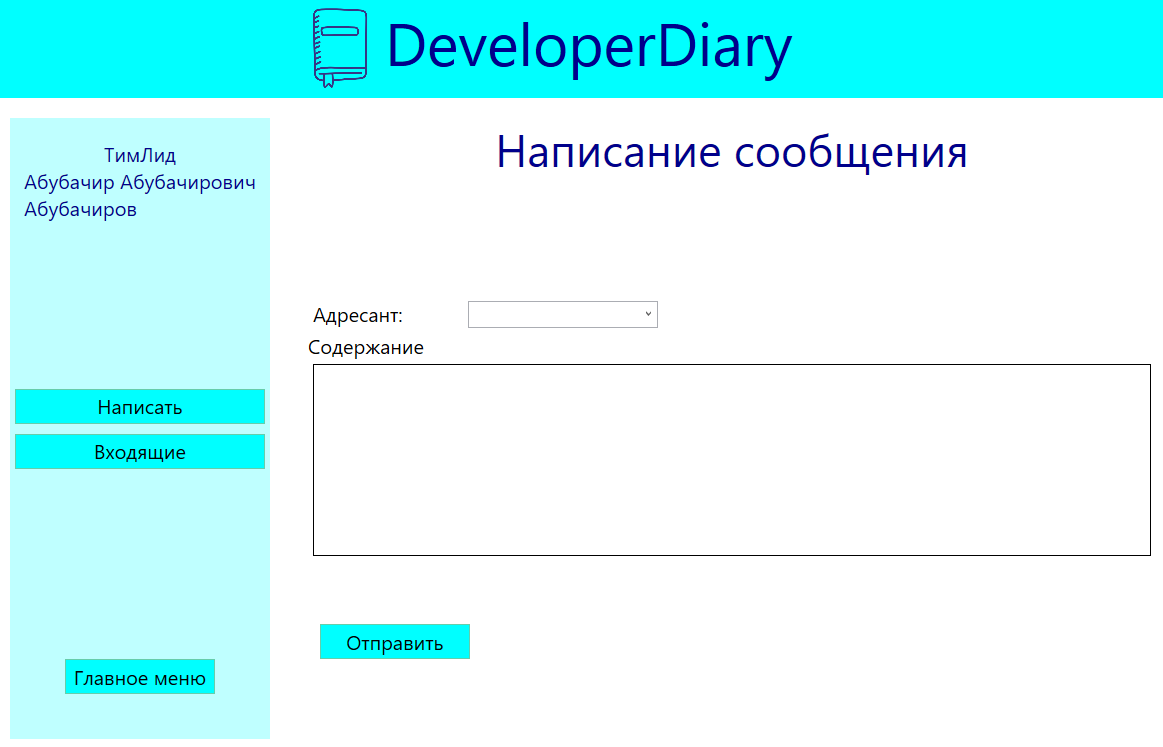 DeveloperDiary
ТимЛид
Абубачир Абубачирович
Абубачиров
Написать
Входящие
Главное меню
Написание сообщения
Адресант:
Содержание
Отправить